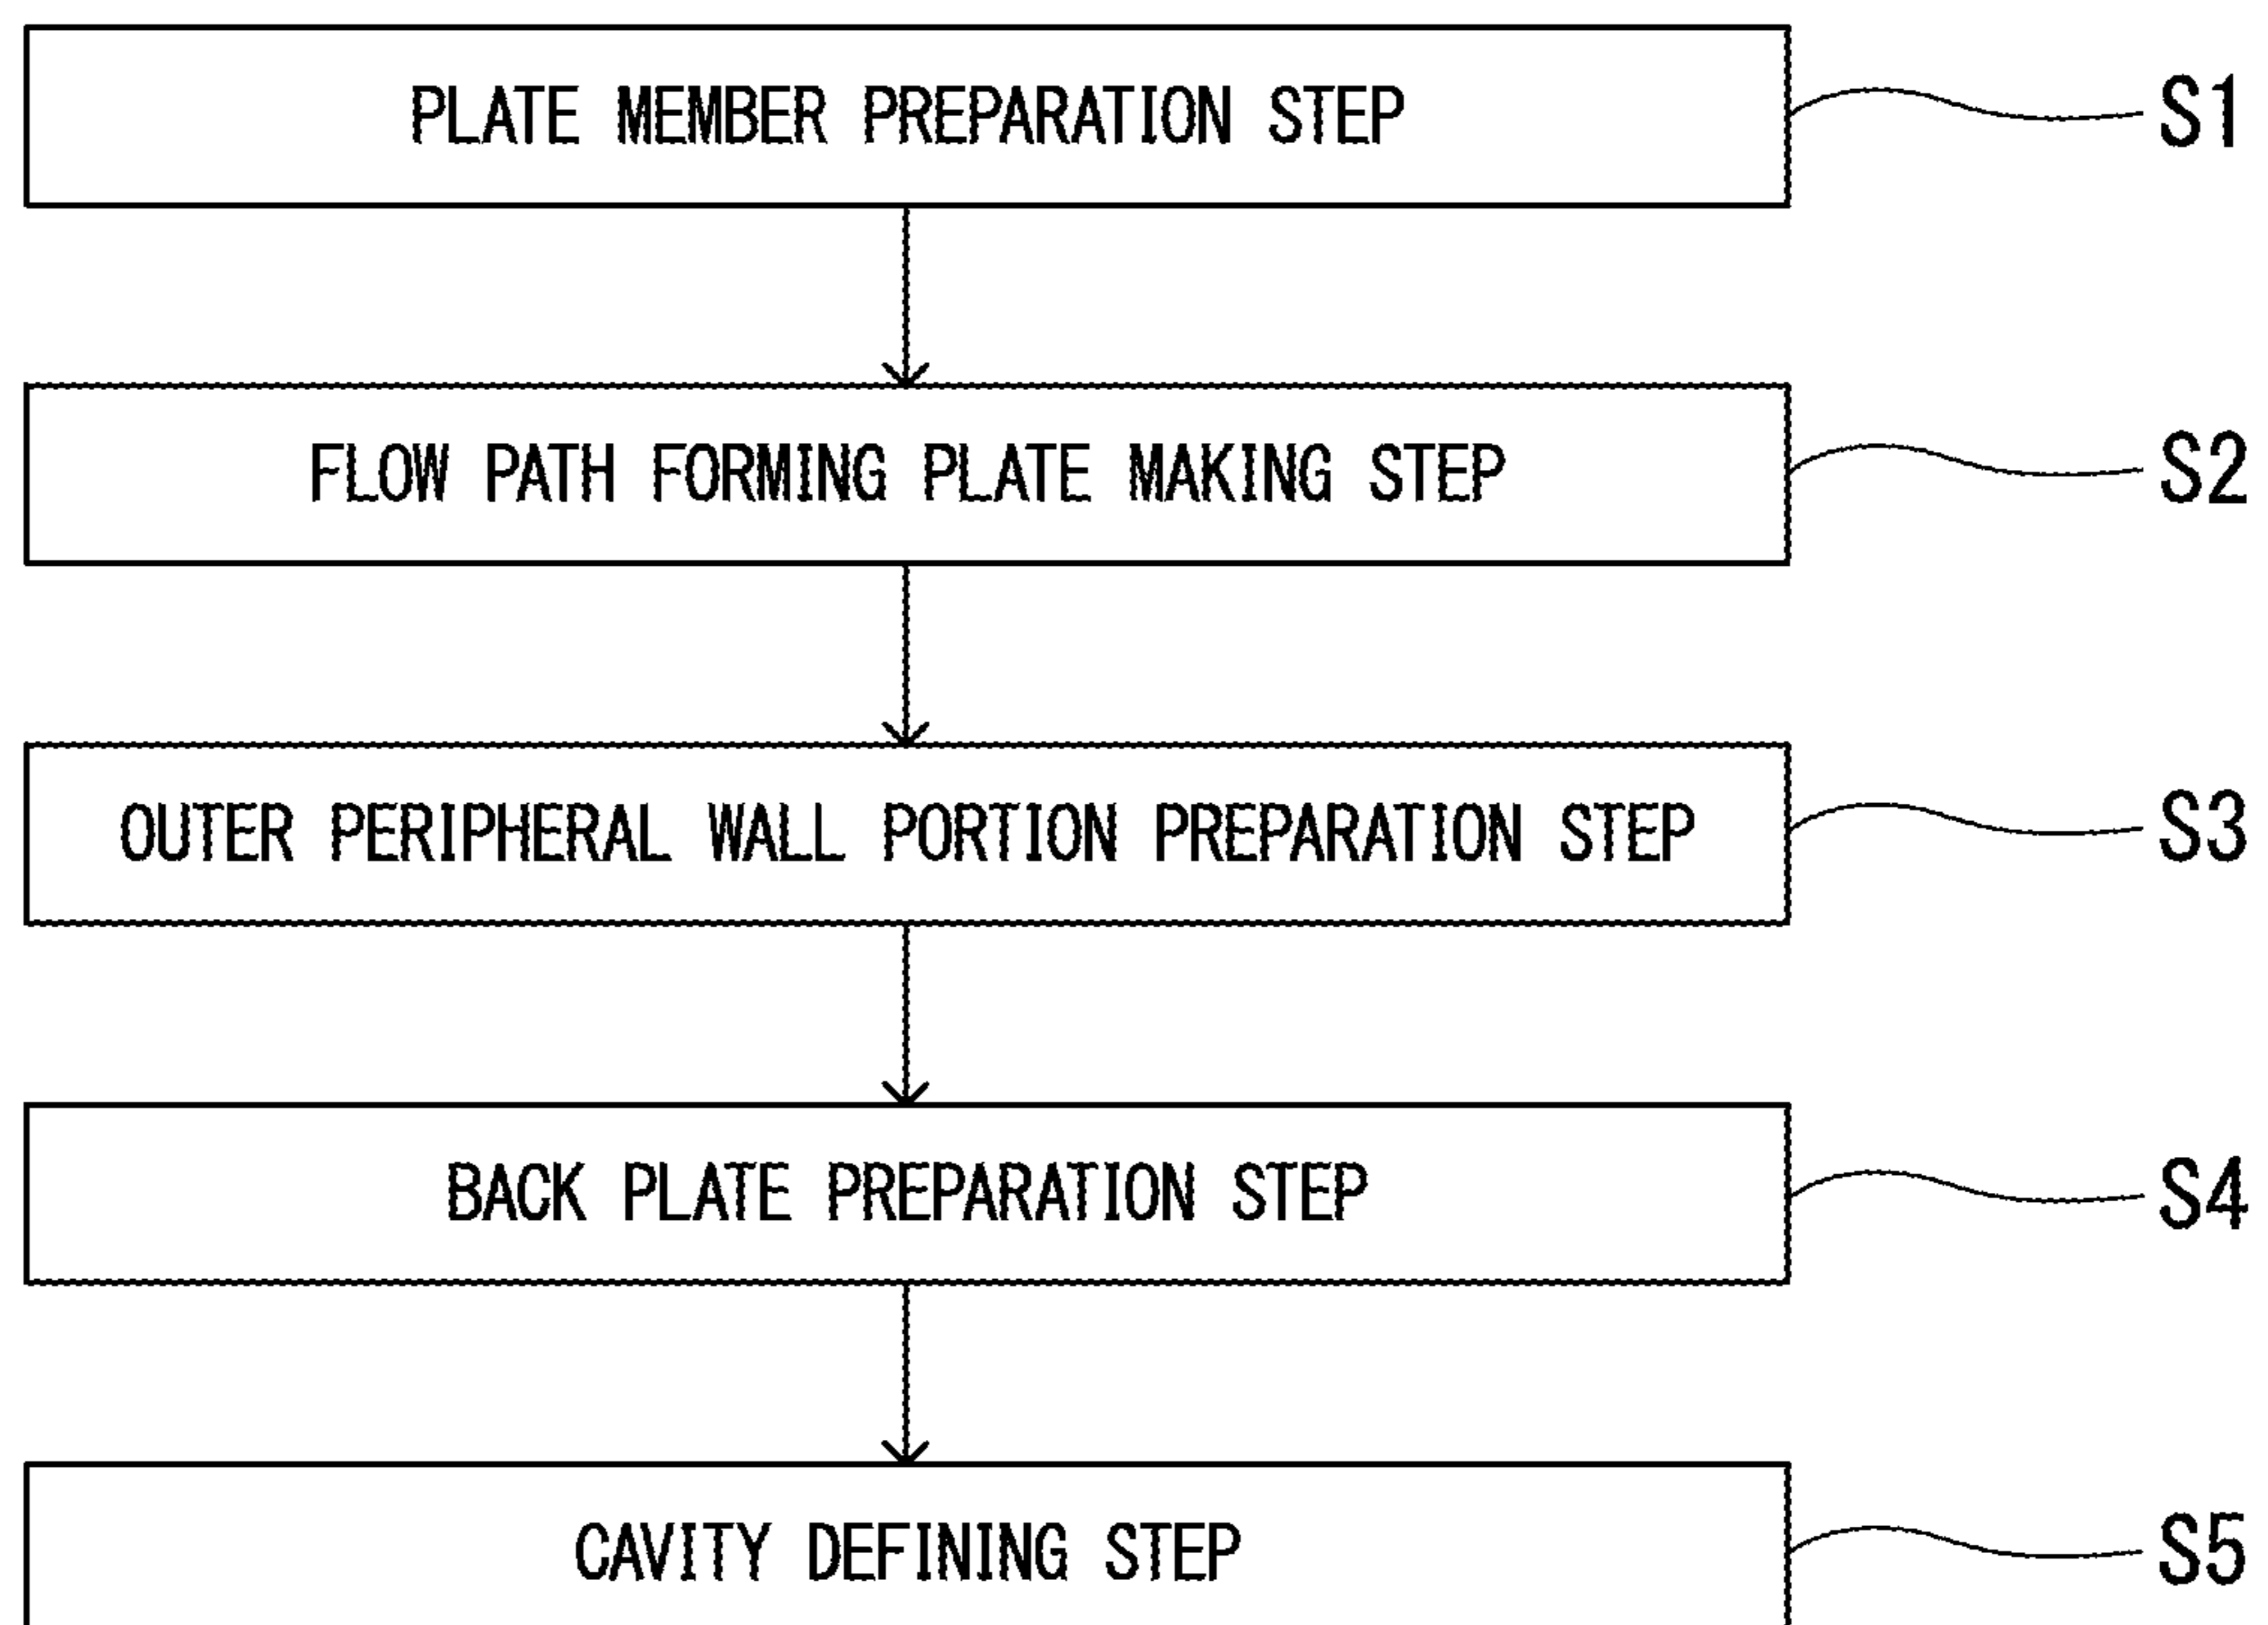 PLATE MEMBER PREPARATION STEP S1
FLOW PATH FORMING PLATE MAKING STEP S2
OUTER PERIPHERAL WALL PORTION PREPARATION STEP S3
BACK PLATE PREPARATION STEP S4
CAVITY DEFINING STEP S5